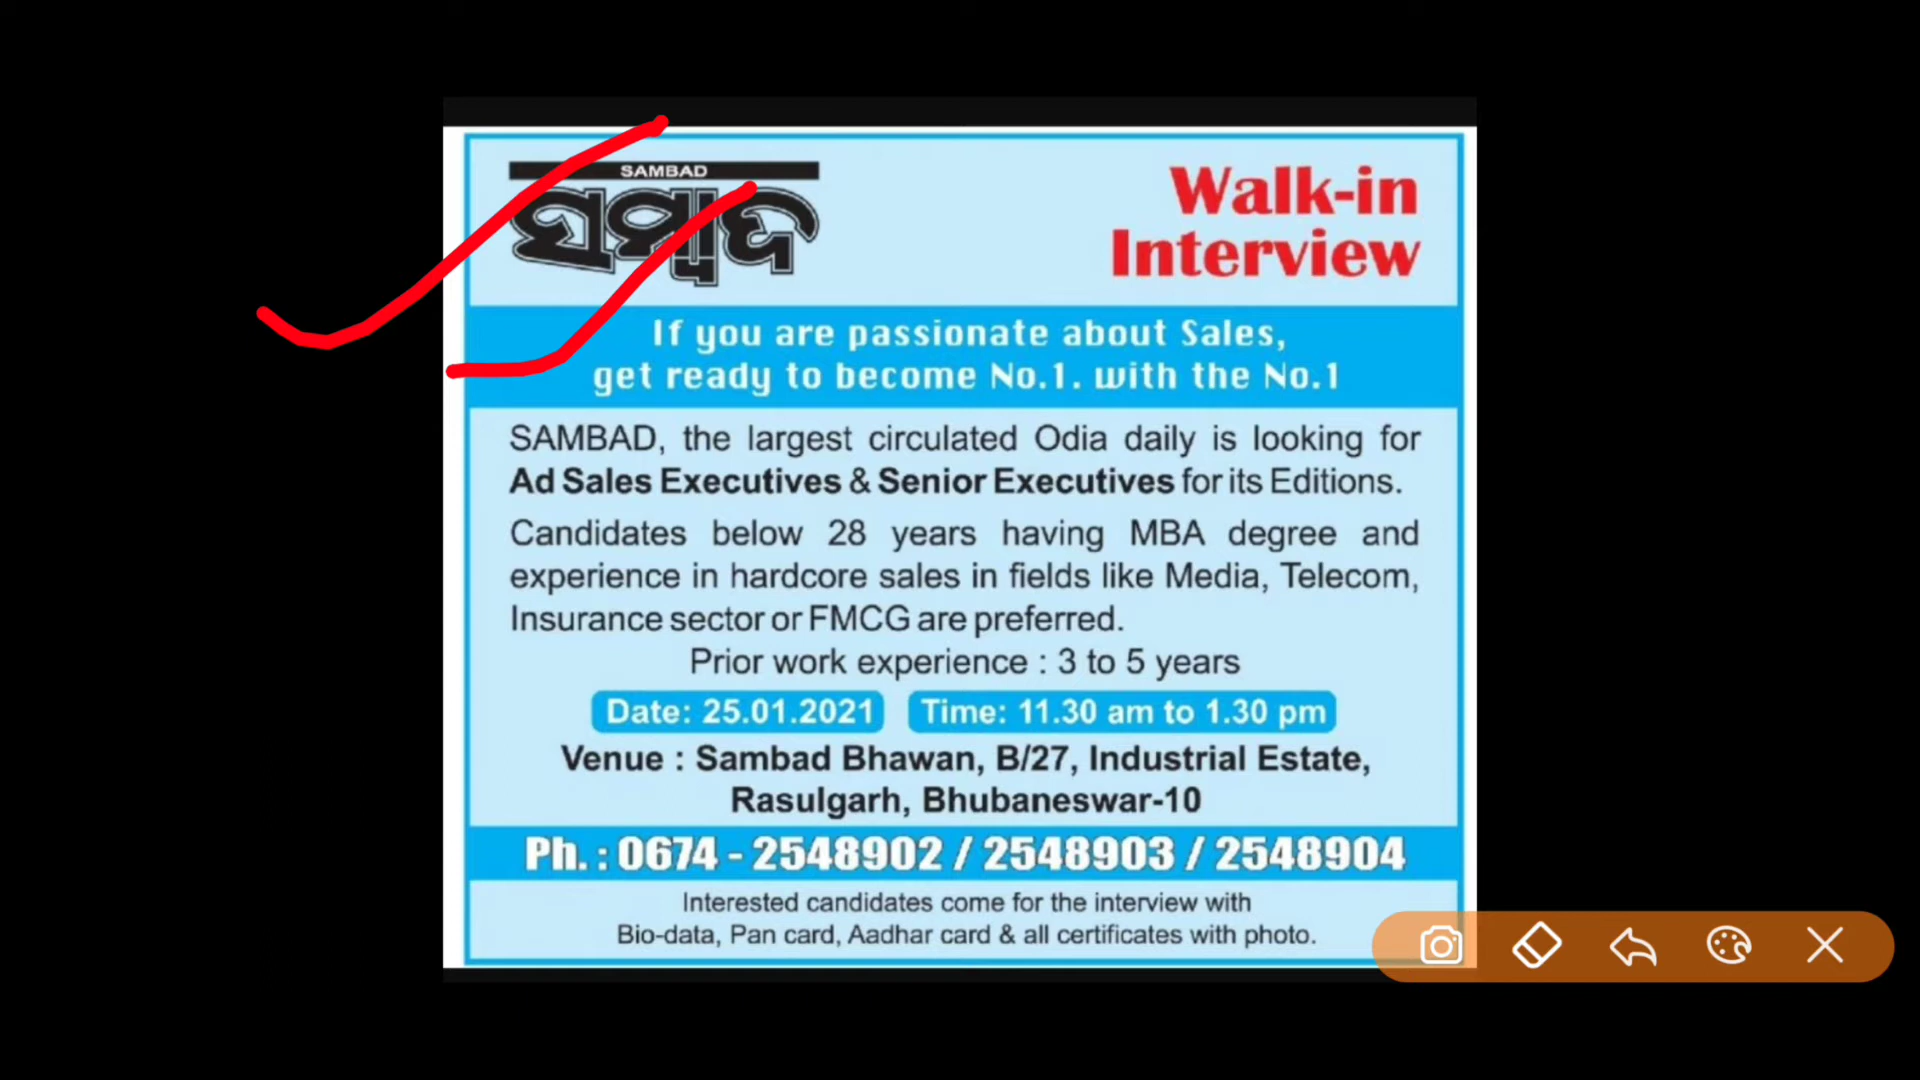 SAMBAD
ସମ୍ବାଦ
Walk-in
Interview
If you are passionate about Sales,
get ready to become No.1. with the No.1
SAMBAD, the largest circulated Odia daily is looking for
Ad Sales Executives & Senior Executives for its Editions.
Candidates below 28 years having MBA degree and
experience in hardcore sales in fields like Media, Telecom,
Insurance sector or FMCG are preferred.
Prior work experience : 3 to 5 years
Date: 25.01.2021 Time: 11.30 am to 1.30 pm
Venue : Sambad Bhawan, B/27, Industrial Estate,
Rasulgarh, Bhubaneswar-10
Ph. : 0674 - 2548902 / 2548903 / 2548904
Interested candidates come for the interview with
Bio-data, Pan card, Aadhar card & all certificates with photo.